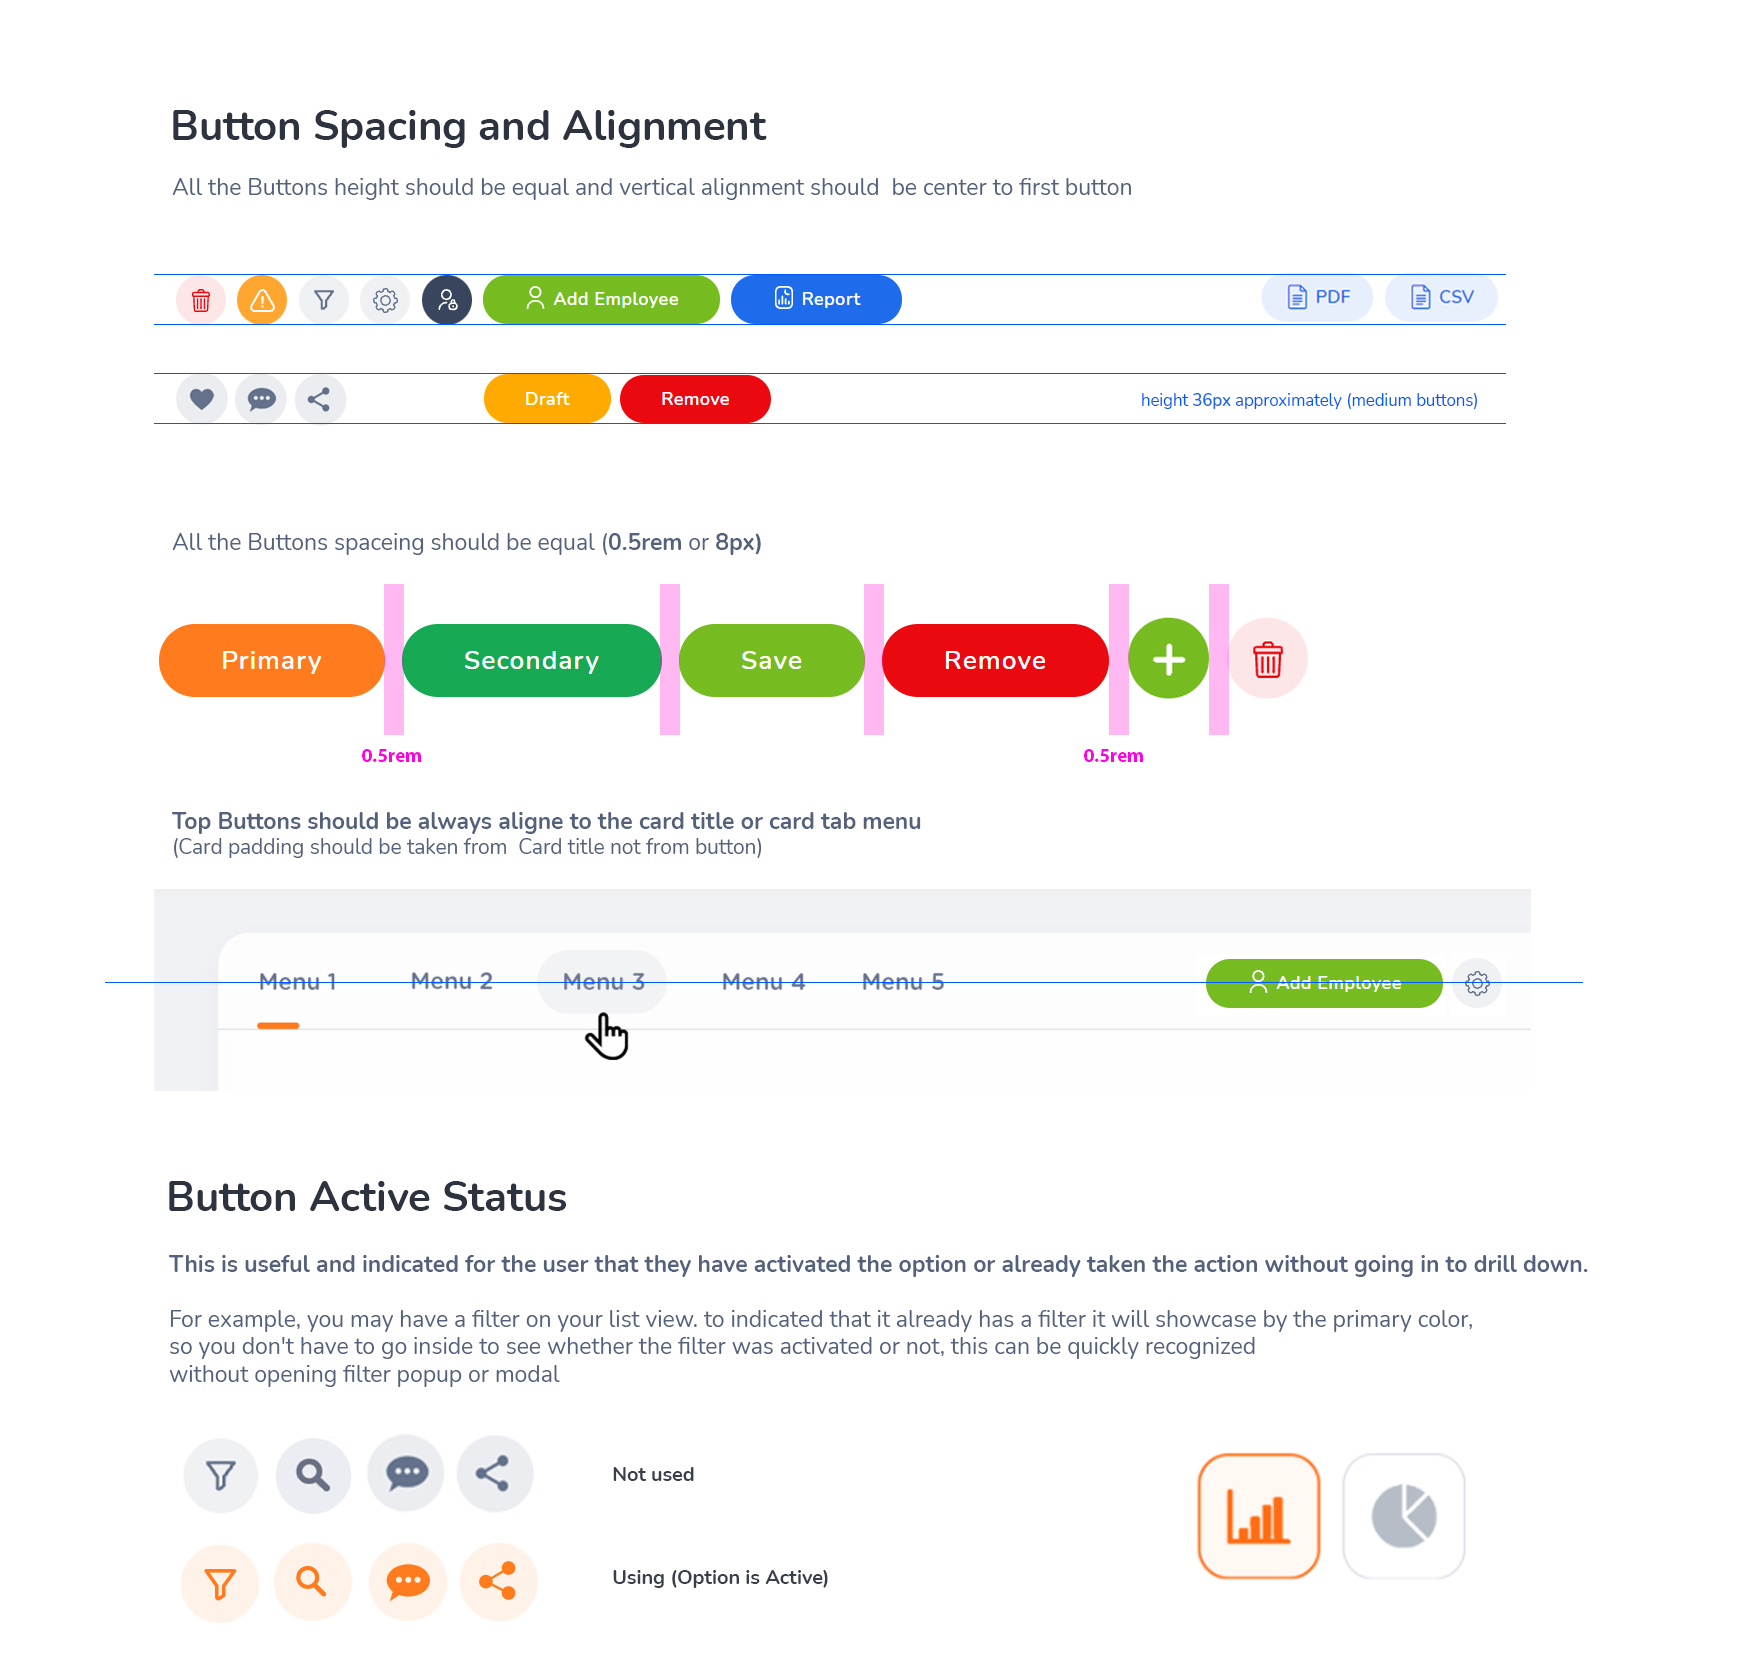 Button Spacing and Alignment
All the Buttons height should be equal and vertical alignment should  be center to first button
Add Employee
Report
PDF
CSV
Draft
Remove
height 36px approximately (medium buttons)
All the Buttons spaceing should be equal (0.5rem or 8px)
Primary
Secondary
Save
Remove
0.5rem
0.5rem
Top Buttons should be always aligne to the card title or card tab menu
(Card padding should be taken from  Card title not from button)
Menu 1
Menu 2
Menu 3
Menu 4
Menu 5
Add Employee
Button Active Status
This is useful and indicated for the user that they have activated the option or already taken the action without going in to drill down.
For example, you may have a filter on your list view. to indicated that it already has a filter it will showcase by the primary color,
so you don't have to go inside to see whether the filter was activated or not, this can be quickly recognized
without opening filter popup or modal
Not used
Using (Option is Active)